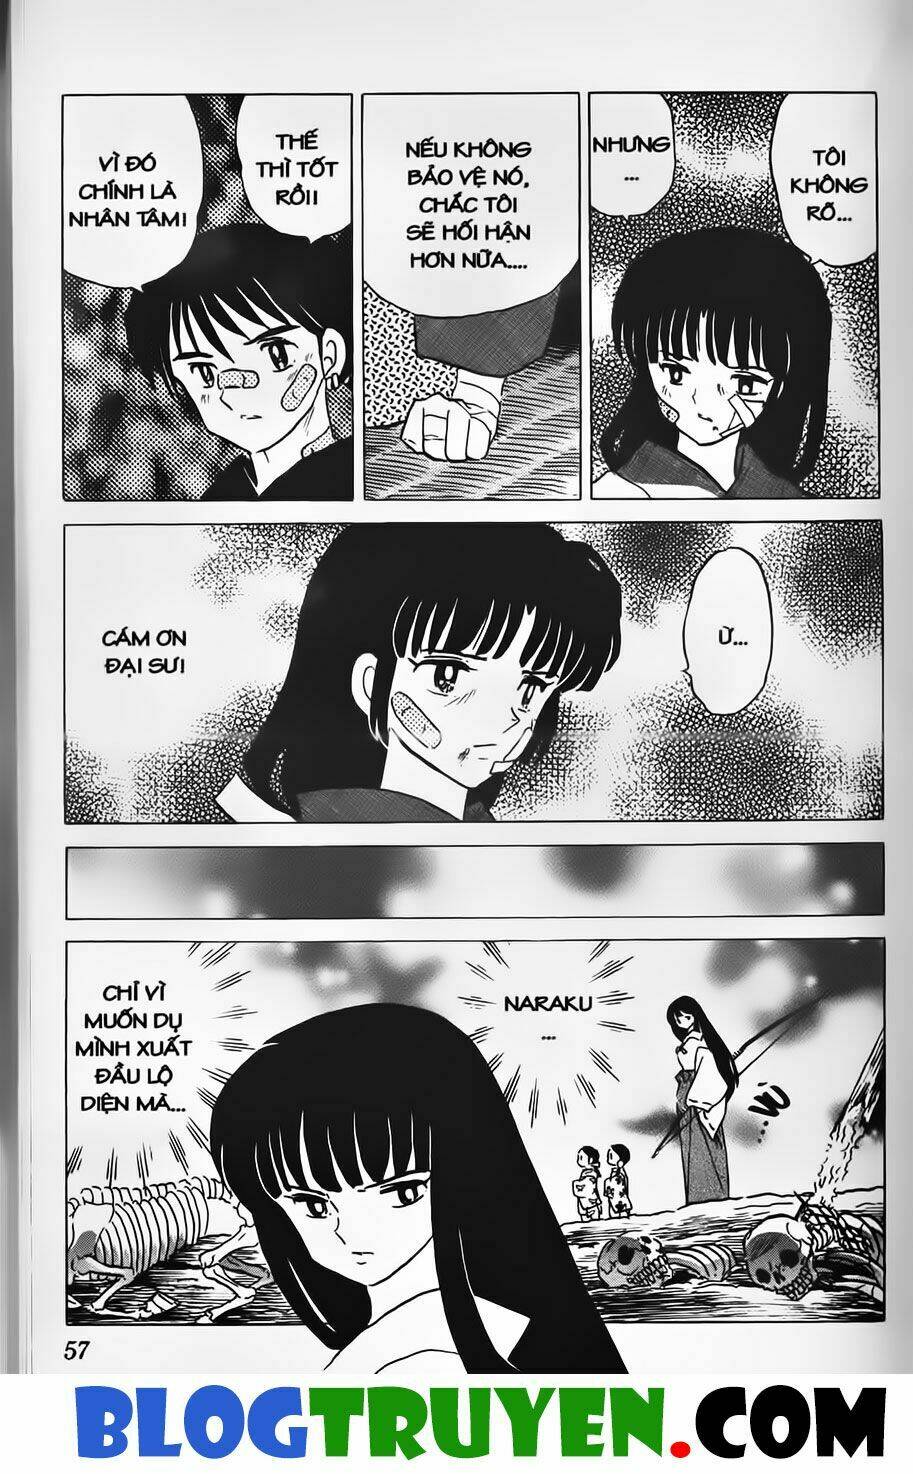 TÔI
KHÔNG
RÕ...
NHƯNG
...
NẾU KHÔNG
BẢO VỆ NÓ,
CHẮC TÔI
SẼ HỐI HẬN
HƠN NỮA....
THẾ
THÌ TỐT
RỒI!
VÌ ĐÓ
CHÍNH LÀ
NHÂN TÂM!
Ừ...
CÁM ƠN
ĐẠI SƯ!
NARAKU
...
CHỈ VÌ
MUỐN DỤ
MÌNH XUẤT
ĐẦU LỘ
DIỆN MÀ...
57
BLOGTRUYEN.COM